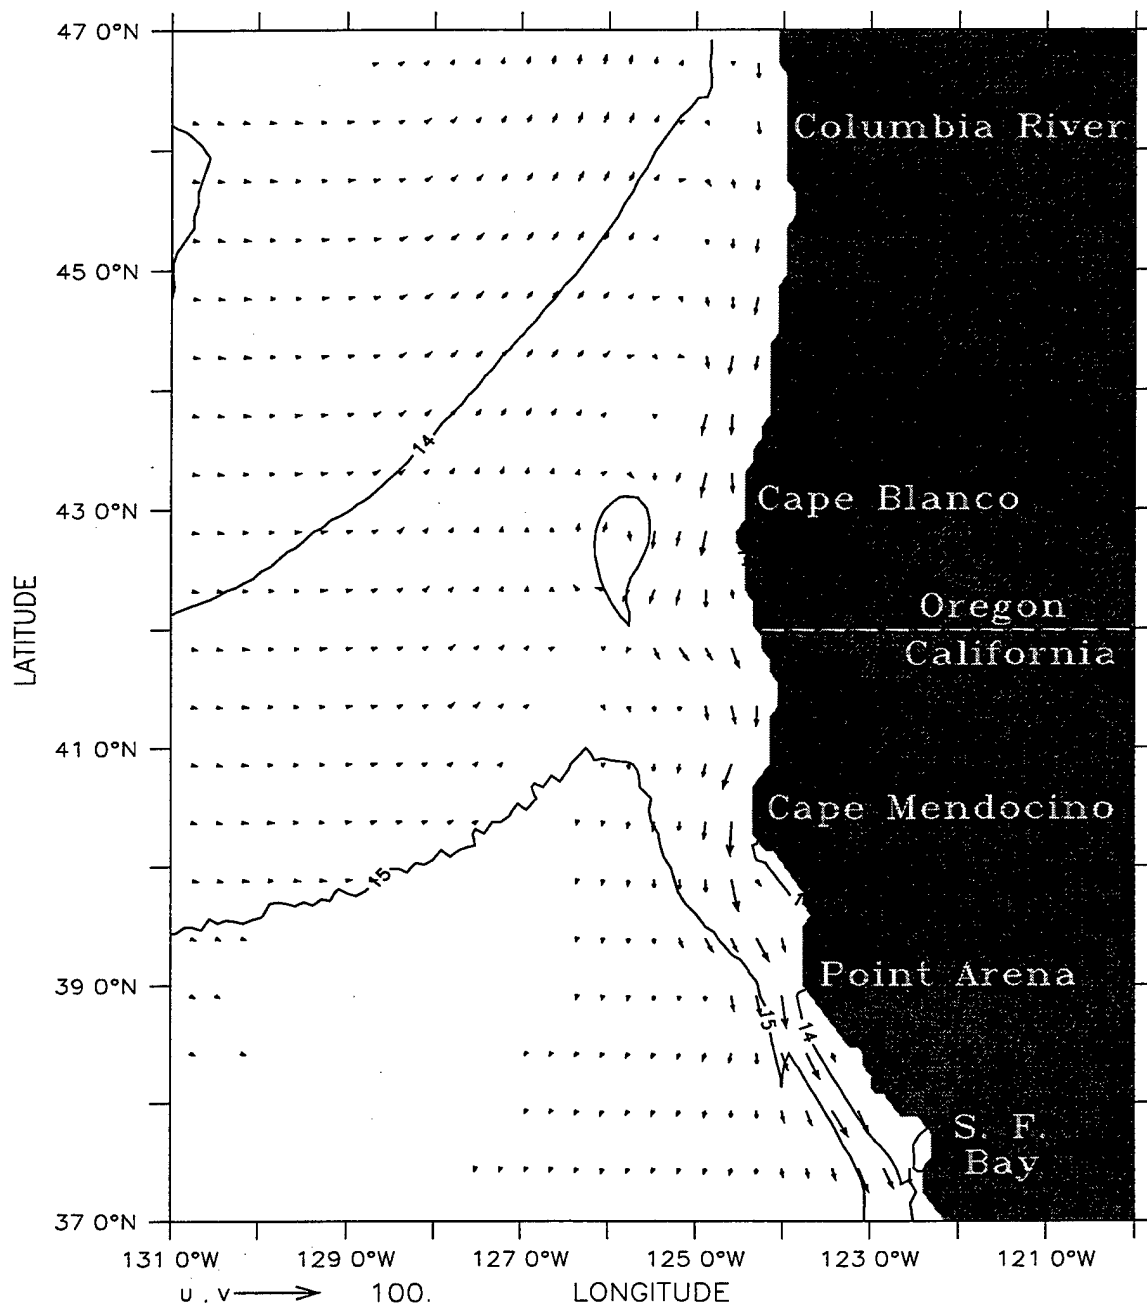 47 0°N
Columbia River
45 0°N
14
43 0°N
Cape Blanco
Oregon
California
LATITUDE
41 0°N
Cape Mendocino
15
Point Arena
39 0°N
15
14
S. F.
Bay
37 0°N
131 0°W
129 0°W
127 0°W
125 0°W
123 0°W
121 0°W
u , v
100.
LONGITUDE